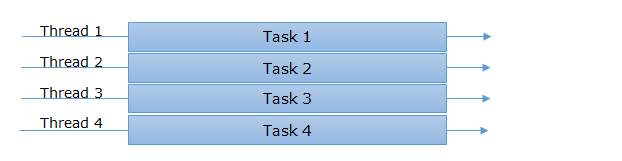 Thread 1 Task 1
Thread 2 Task 2
Thread 3 Task 3
Thread 4 Task 4